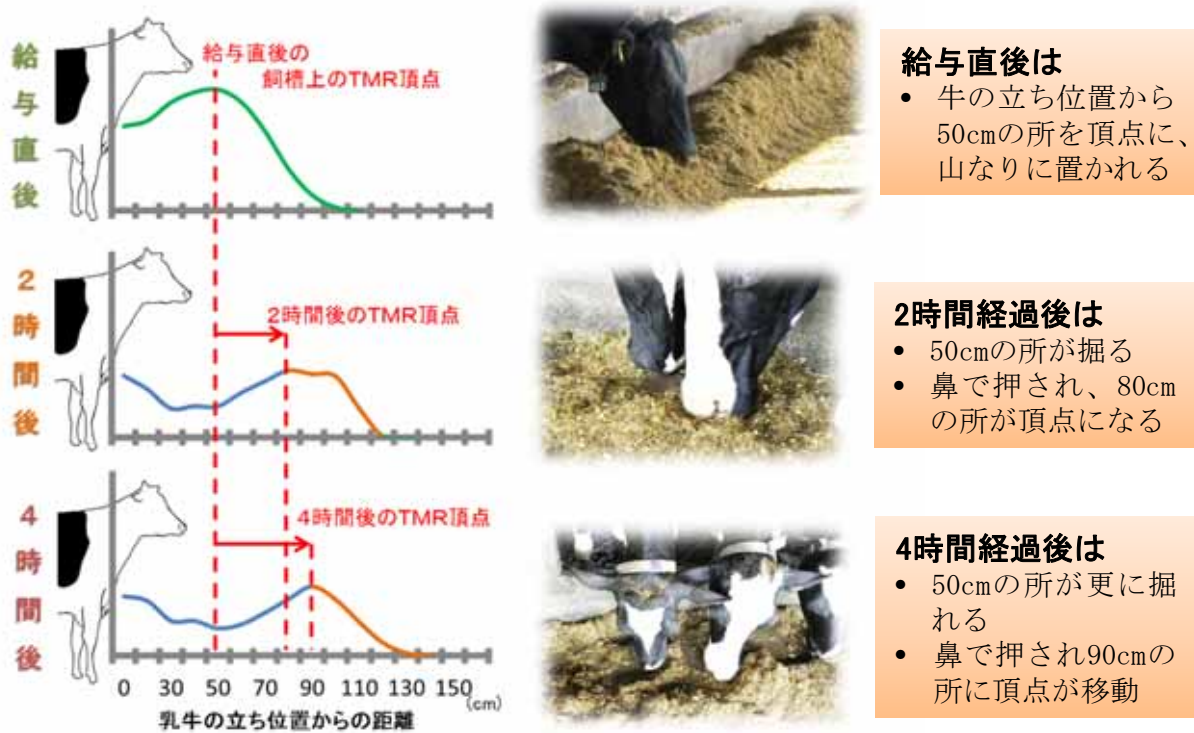 給与直後
給与直後の
飼槽上のTMR頂点
給与直後は
• 牛の立ち位置から
50cmの所を頂点に、
山なりに置かれる
2時間後
2時間後のTMR頂点
2時間経過後は
• 50cmの所が掘る
• 鼻で押され、80cm
の所が頂点になる
4時間後
4時間後のTMR頂点
4時間経過後は
• 50cmの所が更に掘
れる
• 鼻で押され90cmの
所に頂点が移動
0 30 50 70 90 110 130 150
(cm)
乳牛の立ち位置からの距離